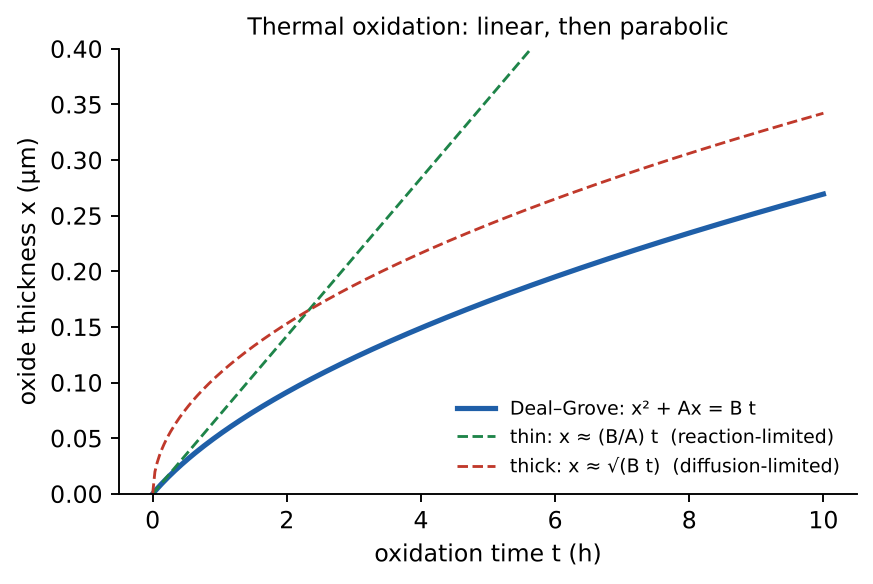 Thermal oxidation: linear, then parabolic
oxide thickness x (µm)
0.40
0.35
0.30
0.25
0.20
0.15
0.10
0.05
0.00
Deal–Grove: x² + Ax = B t
thin: x ≈ (B/A) t (reaction-limited)
thick: x ≈ √(B t) (diffusion-limited)
0 2 4 6 8 10
oxidation time t (h)